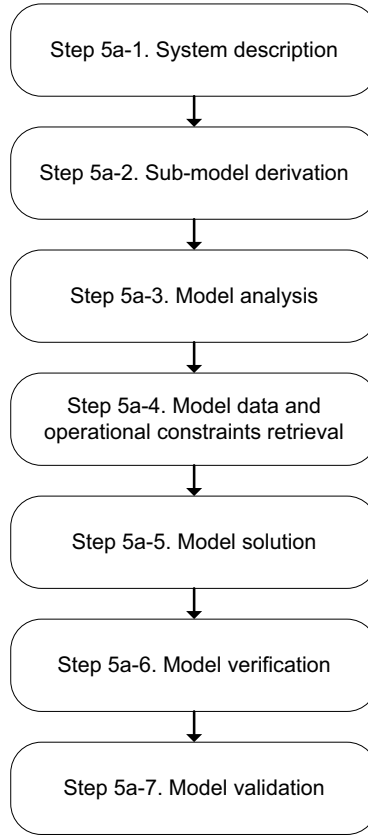 Step 5a-1. System description
Step 5a-2. Sub-model derivation
Step 5a-3. Model analysis
Step 5a-4. Model data and
operational constraints retrieval
Step 5a-5. Model solution
Step 5a-6. Model verification
Step 5a-7. Model validation